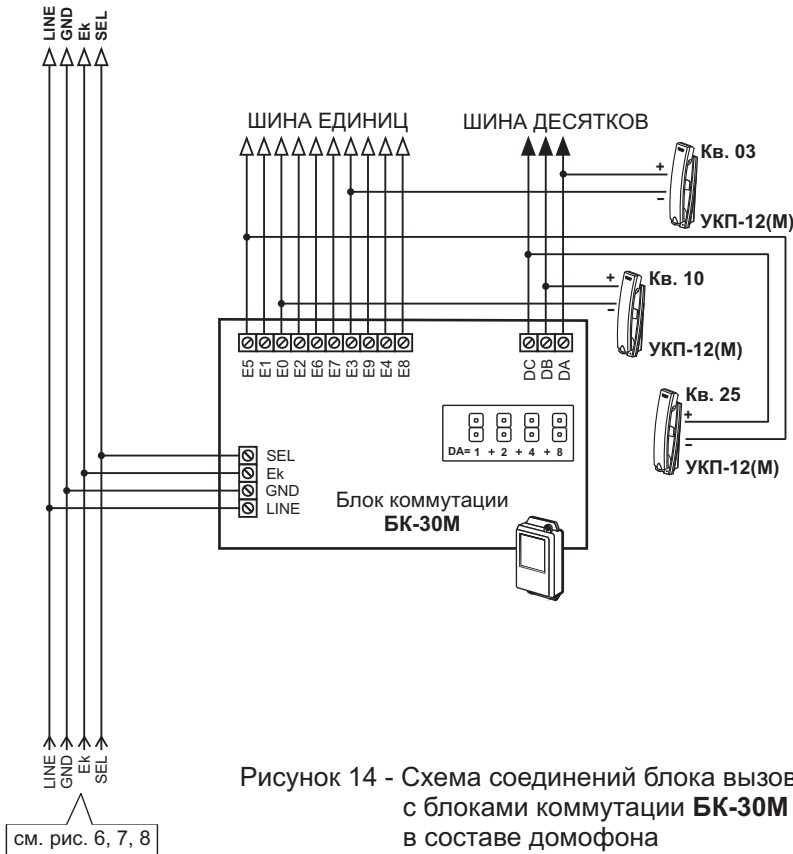 LINE
GND
Ek
SEL
ШИНА ЕДИНИЦ
ШИНА ДЕСЯТКОВ
+
–
Кв. 03
УКП-12(М)
+
–
Кв. 10
УКП-12(М)
Кв. 25
+
–
УКП-12(М)
E5
E1
E0
E2
E6
E7
E3
E9
E4
E8
DC
DB
DA
DA= 1 + 2 + 4 + 8
SEL
Ek
GND
LINE
Блок коммутации
БК-30М
LINE
GND
Ek
SEL
см. рис. 6, 7, 8
Рисунок 14 - Схема соединений блока вызов
с блоками коммутации БК-30М
в составе домофона